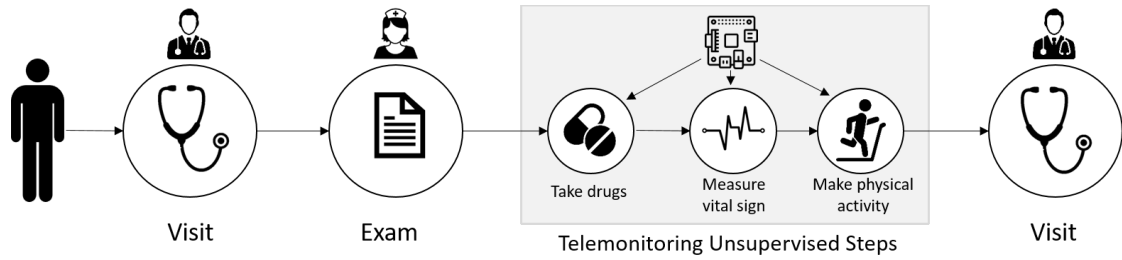 Take drugs
Measure
vital sign
Make physical
activity
Visit
Exam
Telemonitoring Unsupervised Steps
Visit